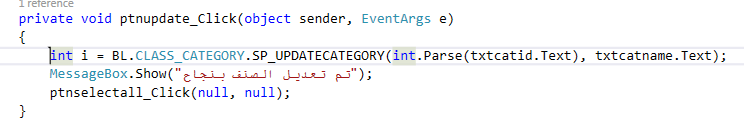 1 reference
private void ptnupdate_Click(object sender, EventArgs e)
{
int i = BL.CLASS_CATEGORY.SP_UPDATECATEGORY(int.Parse(txtcatid.Text), txtcatname.Text);
MessageBox.Show("تم تعديل الصنف بنجاح");
ptnselectall_Click(null, null);
}